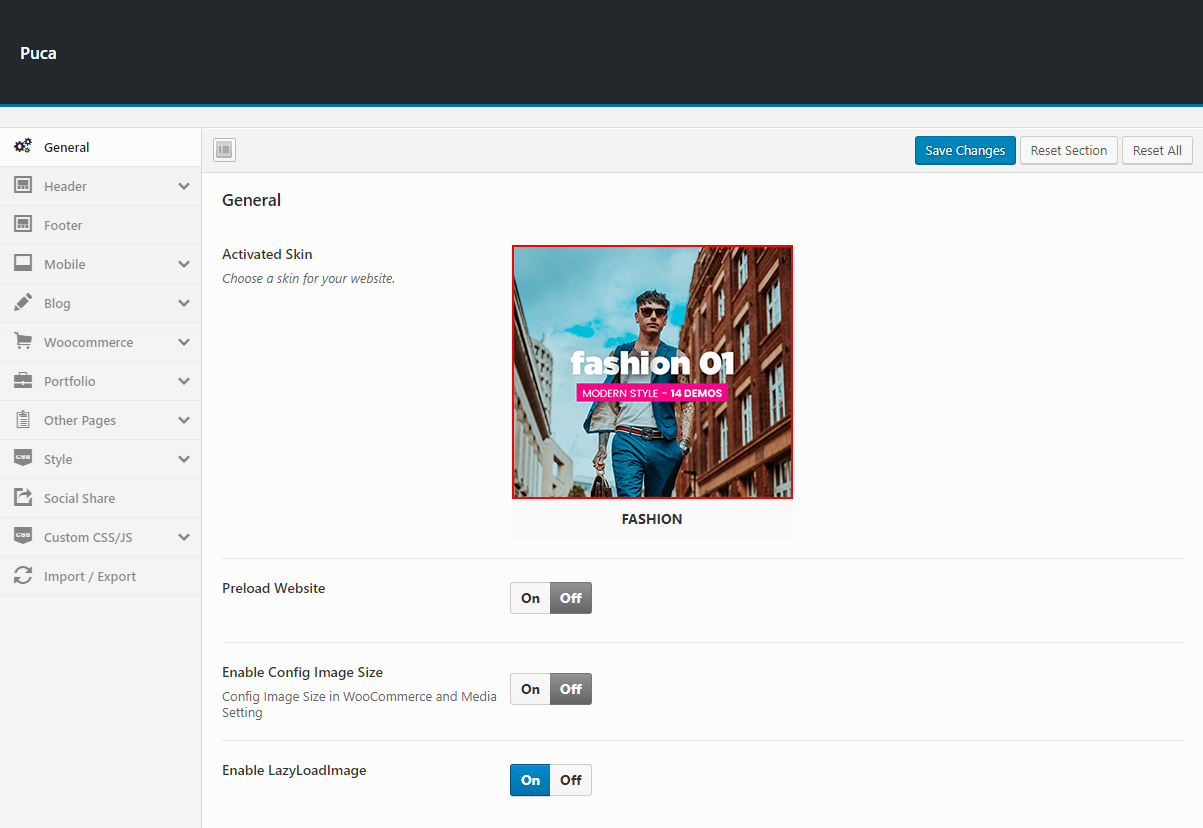 Puca
General
Header
Footer
Mobile
Blog
Woocommerce
Portfolio
Other Pages
Style
Social Share
Custom CSS/JS
Import / Export
Save Changes
Reset Section
Reset All
General
Activated Skin
Choose a skin for your website.
fashion 01
MODERN STYLE - 14 DEMOS
FASHION
Preload Website
On Off
Enable Config Image Size
Config Image Size in WooCommerce and Media
Setting
On Off
Enable LazyLoadImage
On Off